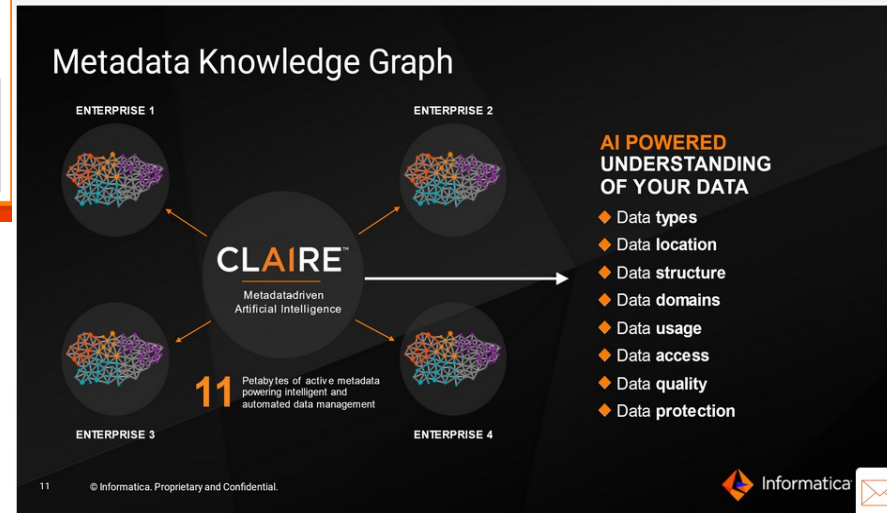 Metadata Knowledge Graph
ENTERPRISE 1
ENTERPRISE 2
CLAIRE™
Metadatadriven
Artificial Intelligence
11
Petabytes of active metadata
powering intelligent and
automated data management
ENTERPRISE 3
ENTERPRISE 4
AI POWERED
UNDERSTANDING
OF YOUR DATA
Data types
Data location
Data structure
Data domains
Data usage
Data access
Data quality
Data protection
11
© Informatica. Proprietary and Confidential.
Informatica